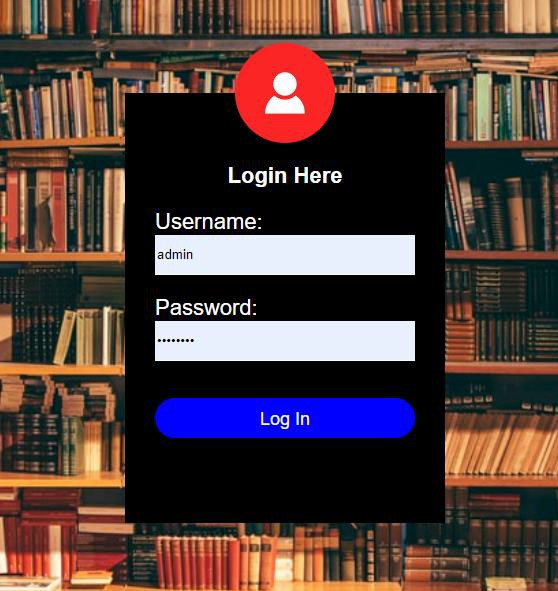 Login Here
Username:
admin
Password:
••••••••
Log In